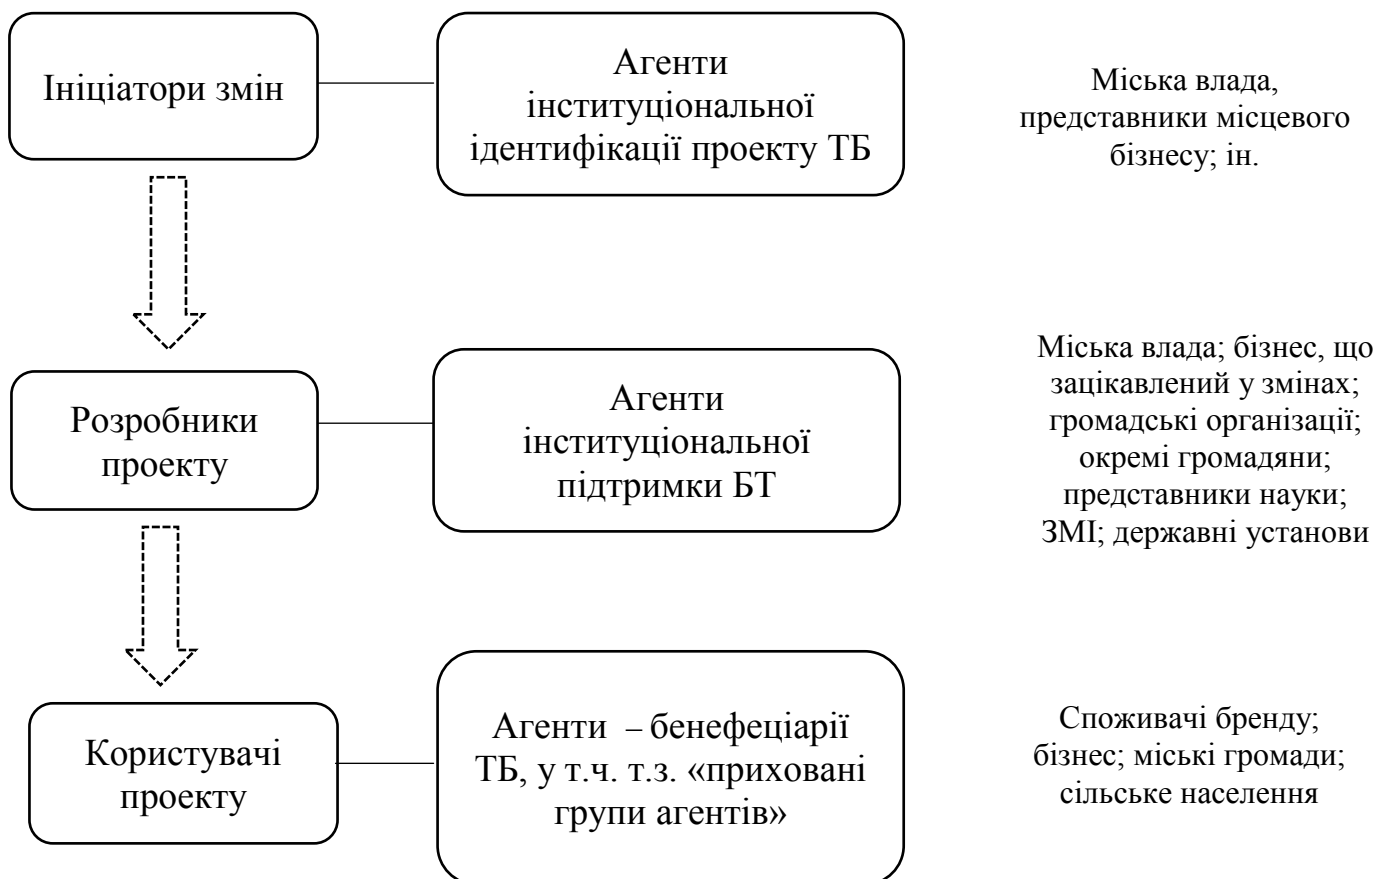 Ініціатори змін
Агенти
інституціональної
ідентифікації проекту ТБ
Міська влада,
представники місцевого
бізнесу; ін.
Розробники
проекту
Агенти
інституціональної
підтримки БТ
Міська влада; бізнес, що
зацікавлений у змінах;
громадські організації;
окремі громадяни;
представники науки;
ЗМІ; державні установи
Користувачі
проекту
Агенти – бенефеціарії
ТБ, у т.ч. т.з. «приховані
групи агентів»
Споживачі бренду;
бізнес; міські громади;
сільське населення